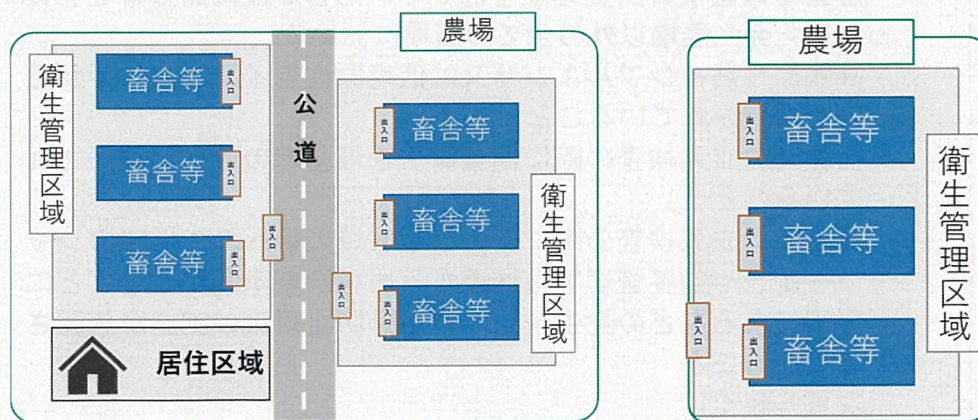 農場
衛生管理区域
畜舎等
出入口
畜舎等
出入口
畜舎等
出入口
出入口
居住区域
公道
畜舎等
出入口
畜舎等
出入口
畜舎等
出入口
出入口
衛生管理区域
農場
畜舎等
出入口
畜舎等
出入口
畜舎等
出入口
出入口
衛生管理区域